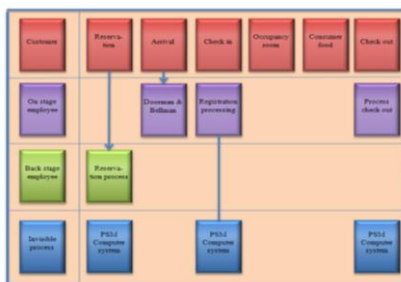 Customer
Reserva-
tion
Arrival
Check in
Occupancy
room
Consume
food
Check out
On stage
employee
Doorman &
Bellman
Registration
processing
Process
check out
Back stage
employee
Reserva-
tion process
Invisible
process
PSM
Computer
system
PSM
Computer
system
PSM
Computer
system